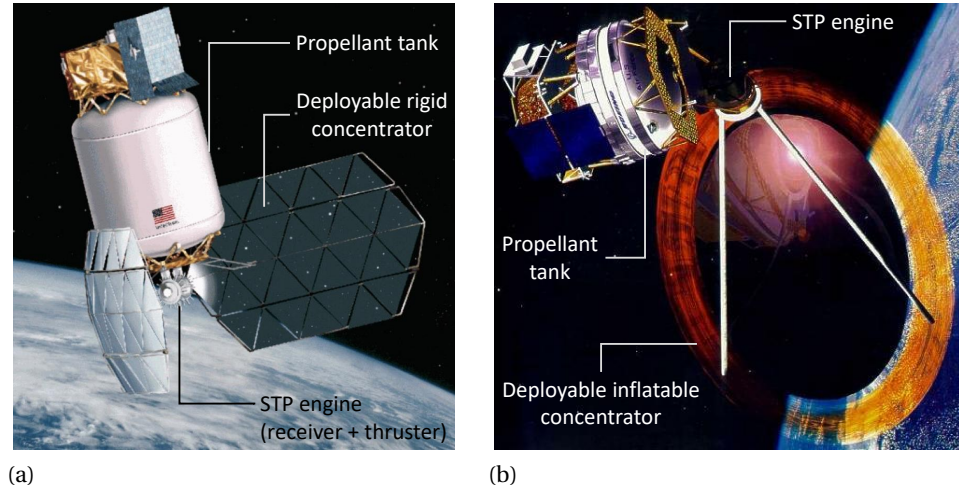 Propellant tank
Deployable rigid
concentrator
STP engine
(receiver + thruster)
(a)
STP engine
Propellant
tank
Deployable inflatable
concentrator
(b)